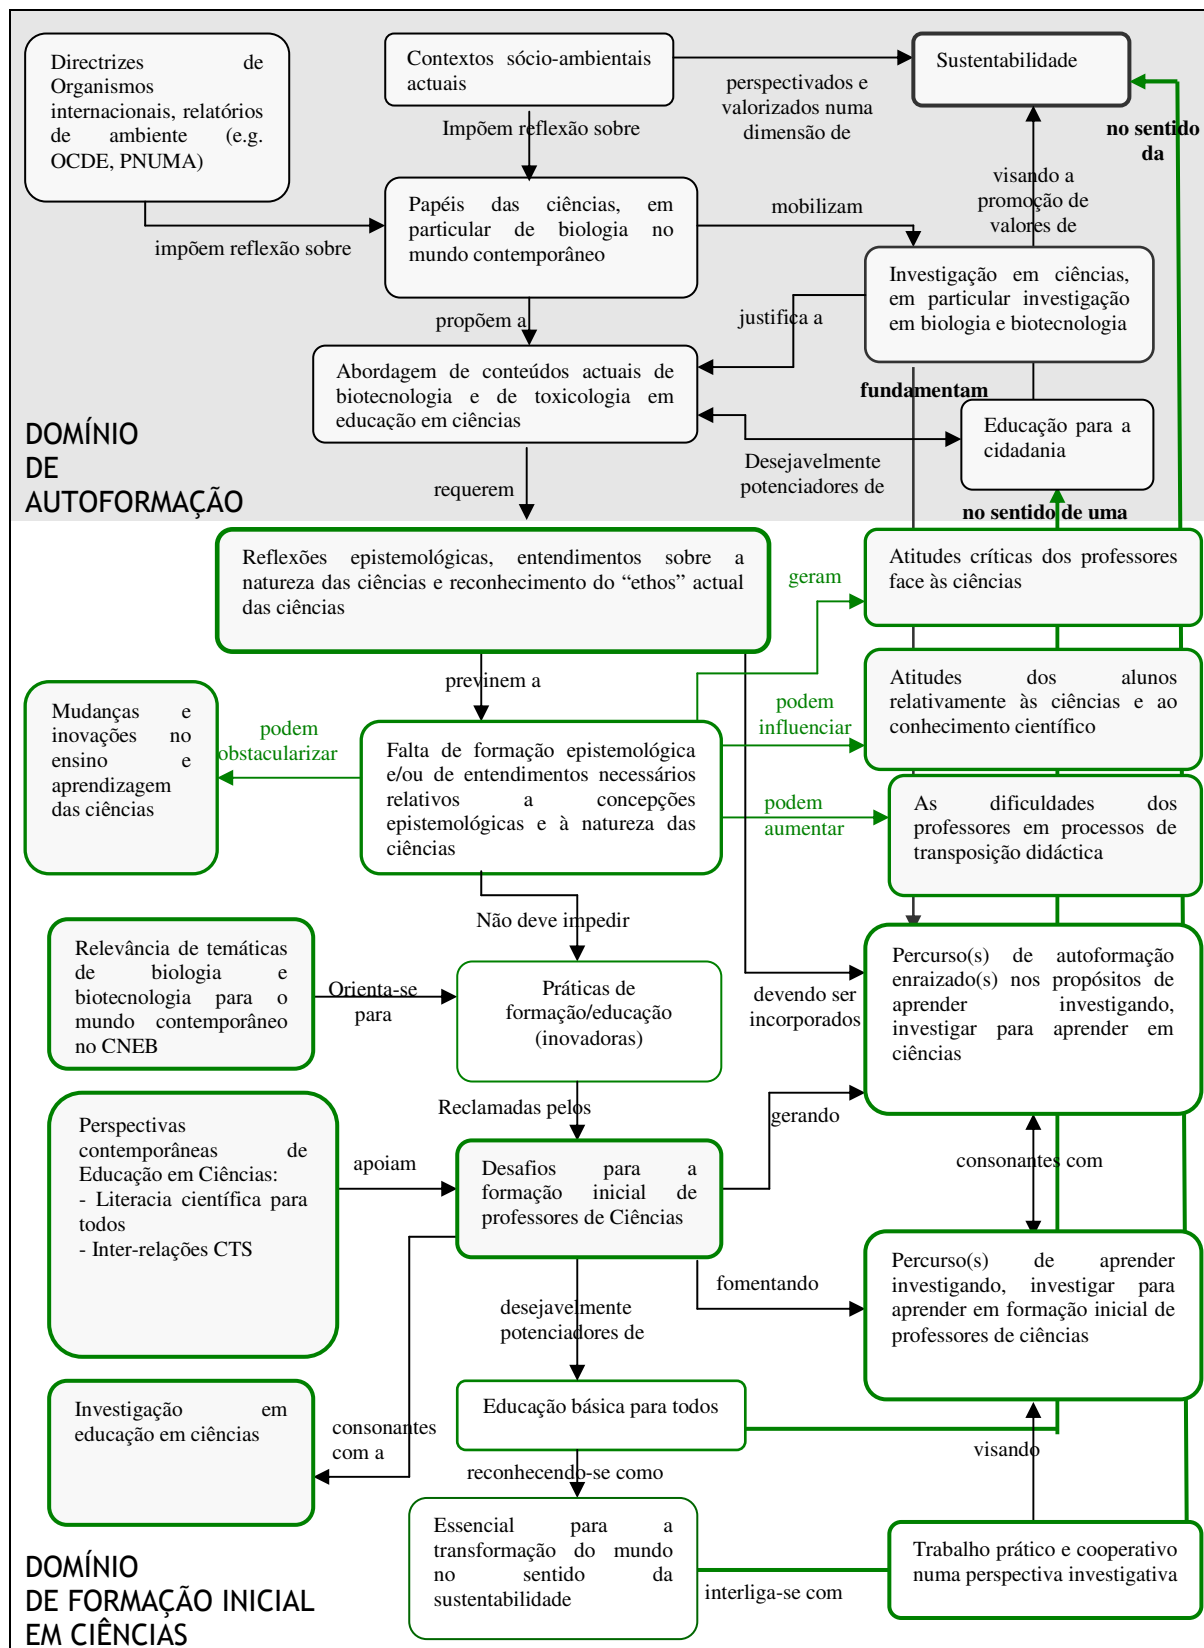 Directrizes de
Organismos
internacionais, relatórios
de ambiente (e.g.
OCDE, PNUMA)
Contextos sócio-ambientais
actuais
perspectivados e
valorizados numa
dimensão de
Sustentabilidade
no sentido
da
Impõem reflexão sobre
visando a
promoção de
valores de
impõem reflexão sobre
Papéis das ciências, em
particular de biologia no
mundo contemporâneo
mobilizam
Investigação em ciências,
em particular investigação
em biologia e biotecnologia
propõem a
justifica a
Abordagem de conteúdos actuais de
biotecnologia e de toxicologia em
educação em ciências
fundamentam
Educação para a
cidadania
Desejavelmente
potenciadores de
DOMÍNIO
DE
AUTOFORMAÇÃO
requerem
no sentido de uma
Reflexões epistemológicas, entendimentos sobre a
natureza das ciências e reconhecimento do “ethos” actual
das ciências
geram
Atitudes críticas dos professores
face às ciências
previnem a
Mudanças e
inovações no
ensino e
aprendizagem
das ciências
podem
obstacularizar
Falta de formação epistemológica
e/ou de entendimentos necessários
relativos a concepções
epistemológicas e à natureza das
ciências
podem
influenciar
Atitudes dos alunos
relativamente às ciências e ao
conhecimento científico
podem
aumentar
As dificuldades dos
professores em processos de
transposição didáctica
Não deve impedir
Relevância de temáticas
de biologia e
biotecnologia para o
mundo contemporâneo
no CNEB
Orienta-se
para
Práticas de
formação/educação
(inovadoras)
devendo ser
incorporados
Percurso(s) de autoformação
enraizado(s) nos propósitos de
aprender investigando,
investigar para aprender em
ciências
Reclamadas pelos
gerando
Perspectivas
contemporâneas de
Educação em Ciências:
- Literacia científica para
todos
- Inter-relações CTS
apoiam
Desafios para a
formação inicial de
professores de Ciências
consonantes com
fomentando
Percurso(s) de aprender
investigando, investigar para
aprender em formação inicial de
professores de ciências
desejavelmente
potenciadores de
Investigação em
educação em ciências
consonantes
com a
Educação básica para todos
visando
reconhecendo-se como
Essencial para a
transformação do mundo
no sentido da
sustentabilidade
interliga-se com
Trabalho prático e cooperativo
numa perspectiva investigativa
DOMÍNIO
DE FORMAÇÃO INICIAL
EM CIÊNCIAS